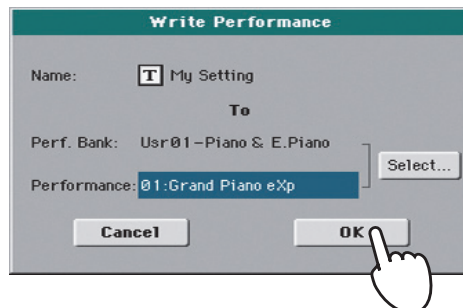 Write Performance
Name: T My Setting
To
Perf. Bank: Usr01-Piano & E.Piano
Select...
Performance: 01:Grand Piano eXp
Cancel OK